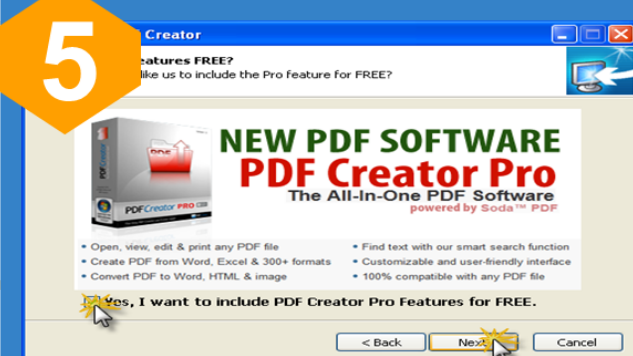 5
Creator
eatures FREE?
like us to include the Pro feature for FREE?
PDFCreator PRO
NEW PDF SOFTWARE
PDF Creator Pro
The All-In-One PDF Software
powered by Soda™ PDF
• Open, view, edit & print any PDF file
• Create PDF from Word, Excel & 300+ formats
• Convert PDF to Word, HTML & image
• Find text with our smart search function
• Customizable and user-friendly interface
• 100% compatible with any PDF file
Yes, I want to include PDF Creator Pro Features for FREE.
< Back
Next
Cancel